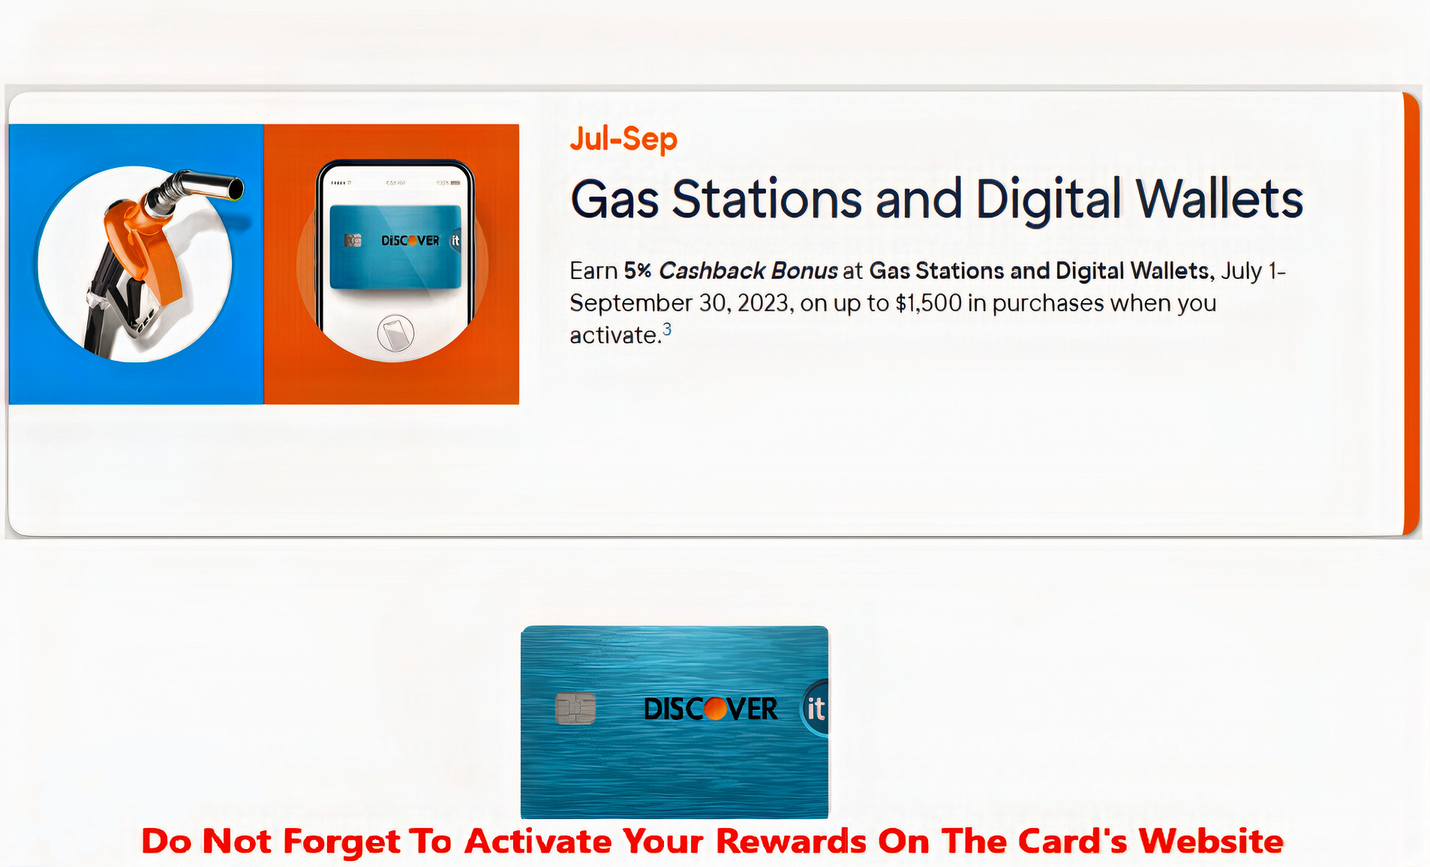 Jul-Sep
Gas Stations and Digital Wallets
DISCOVER it
Earn 5% Cashback Bonus at Gas Stations and Digital Wallets, July 1–
September 30, 2023, on up to $1,500 in purchases when you
activate.3
DISCOVER it
Do Not Forget To Activate Your Rewards On The Card's Website